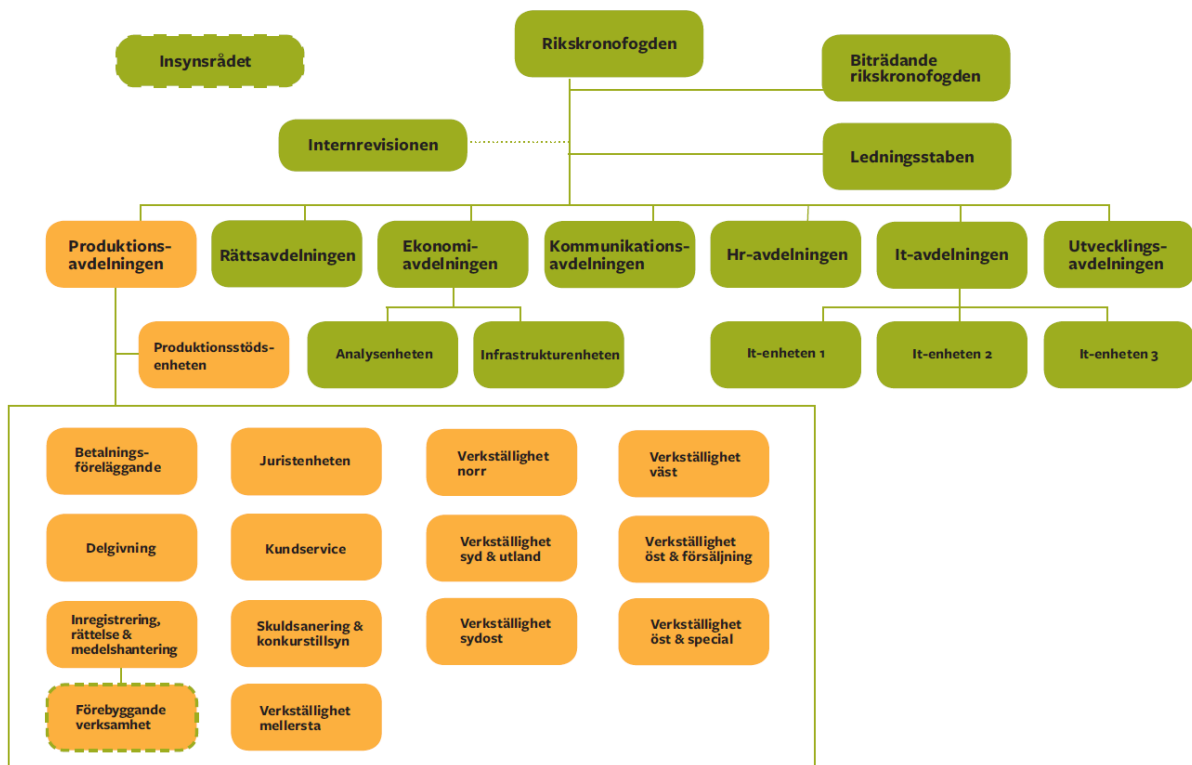 Rikskronofogden
Insynsrådet
Biträdande
rikskronofogden
Internrevisionen
Ledningsstaben
Produktions-
avdelningen
Rättsavdelningen
Ekonomi-
avdelningen
Kommunikations-
avdelningen
Hr-avdelningen
It-avdelningen
Utvecklings-
avdelningen
Produktionsstöds-
enheten
Analysenheten
Infrastrukturenheten
It-enheten 1
It-enheten 2
It-enheten 3
Betalnings-
föreläggande
Juristenheten
Verkställighet
norr
Verkställighet
väst
Delgivning
Kundservice
Verkställighet
syd & utland
Verkställighet
öst & försäljning
Inregistrering,
rättelse &
medelshantering
Skuldsanering &
konkurstillsyn
Verkställighet
sydost
Verkställighet
öst & special
Förebyggande
verksamhet
Verkställighet
mellersta